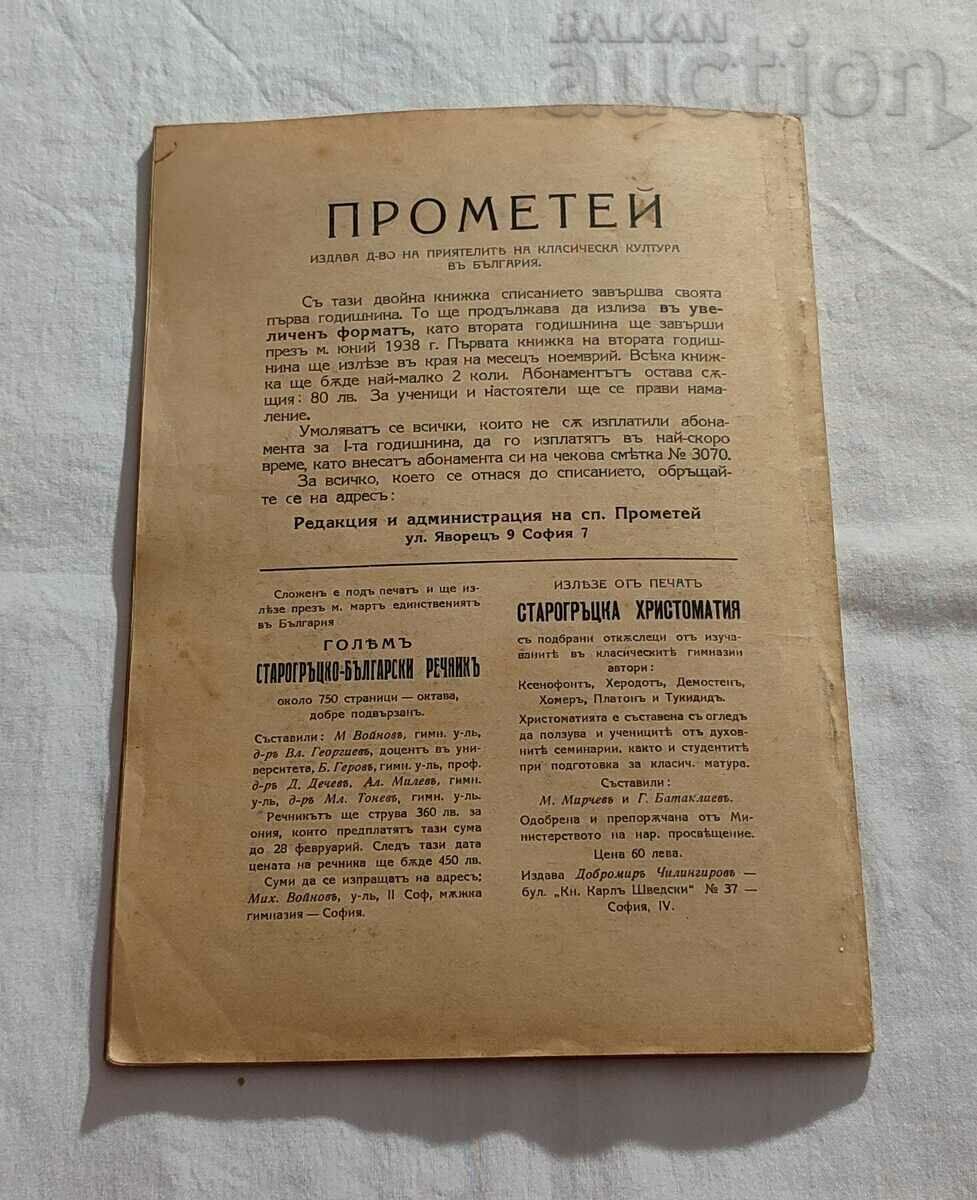 BALKAN
auction
ПРОМЕТЕЙ
ИЗДАВА Д-ВО НА ПРИЯТЕЛИТѢ НА КЛАСИЧЕСКА КУЛТУРА
ВЪ БЪЛГАРИЯ.
Съ тази двойна книжка списанието завършва своята
първа годишнина. То ще продължава да излиза въ уве-
личенъ форматъ, като втората годишнина ще завърши
презъ м. юний 1938 г. Първата книжка на втората годиш-
нина ще излѣзе въ края на месецъ ноемврий. Всѣка книж-
ка ще бѫде най-малко 2 коли. Абонаментътъ остава сѫ-
щия: 80 лв. За ученици и настоятели ще се прави нама-
ление.
Умоляватъ се всички, които не сѫ изплатили абона-
мента за I-та годишнина, да го изплатятъ въ най-скоро
време, като внесатъ абонамента си на чекова смѣтка № 3070.
За всичко, което се отнася до списанието, обръщай-
те се на адресъ:
Редакция и администрация на сп. Прометей
ул. Яворецъ 9 София 7
Сложенъ е подъ печатъ и ще из-
лѣзе презъ м. мартъ единствениятъ
въ България
ГОЛѢМЪ
СТАРОГРЪЦКО-БЪЛГАРСКИ РЕЧНИКЪ
около 750 страници — октава,
добре подвързанъ.
Съставили: М Войновъ, гимн. у-ль,
д-ръ Вл. Георгиевъ, доцентъ въ уни-
верситета, Б. Геровъ, гимн. у-ль, проф.
д-ръ Д. Дечевъ, Ал. Милевъ, гимн.
у-ль, д-ръ Мл. Тоневъ, гимн. у-ль.
Речникътъ ще струва 360 лв. за
ония, които предплатятъ тази сума
до 28 февруарий. Следъ тази дата
цената на речника ще бѫде 450 лв.
Суми да се изпращатъ на адресъ;
Мих. Войновъ, у-ль, II Соф, мѫжка
гимназия — София.
ИЗЛѢЗЕ ОТЪ ПЕЧАТЪ
СТАРОГРЪЦКА ХРИСТОМАТИЯ
съ подбрани откѫслеци отъ изуча-
ванитѣ въ класическитѣ гимназии
автори:
Ксенофонтъ, Херодотъ, Демостенъ,
Хомеръ, Платонъ и Тукидидъ.
Христоматията е съставена съ огледъ
да ползува и ученицитѣ отъ духов-
нитѣ семинарии, както и студентитѣ
при подготовка за класич. матура.
Съставили:
М. Мирчевъ и Г. Батаклиевъ.
Одобрена и препорѫчана отъ Ми-
нистерството на нар. просвѣщение.
Цена 60 лева.
Издава Добромиръ Чилингировъ —
бул. „Кн. Карлъ Шведски" № 37 —
София, IV.